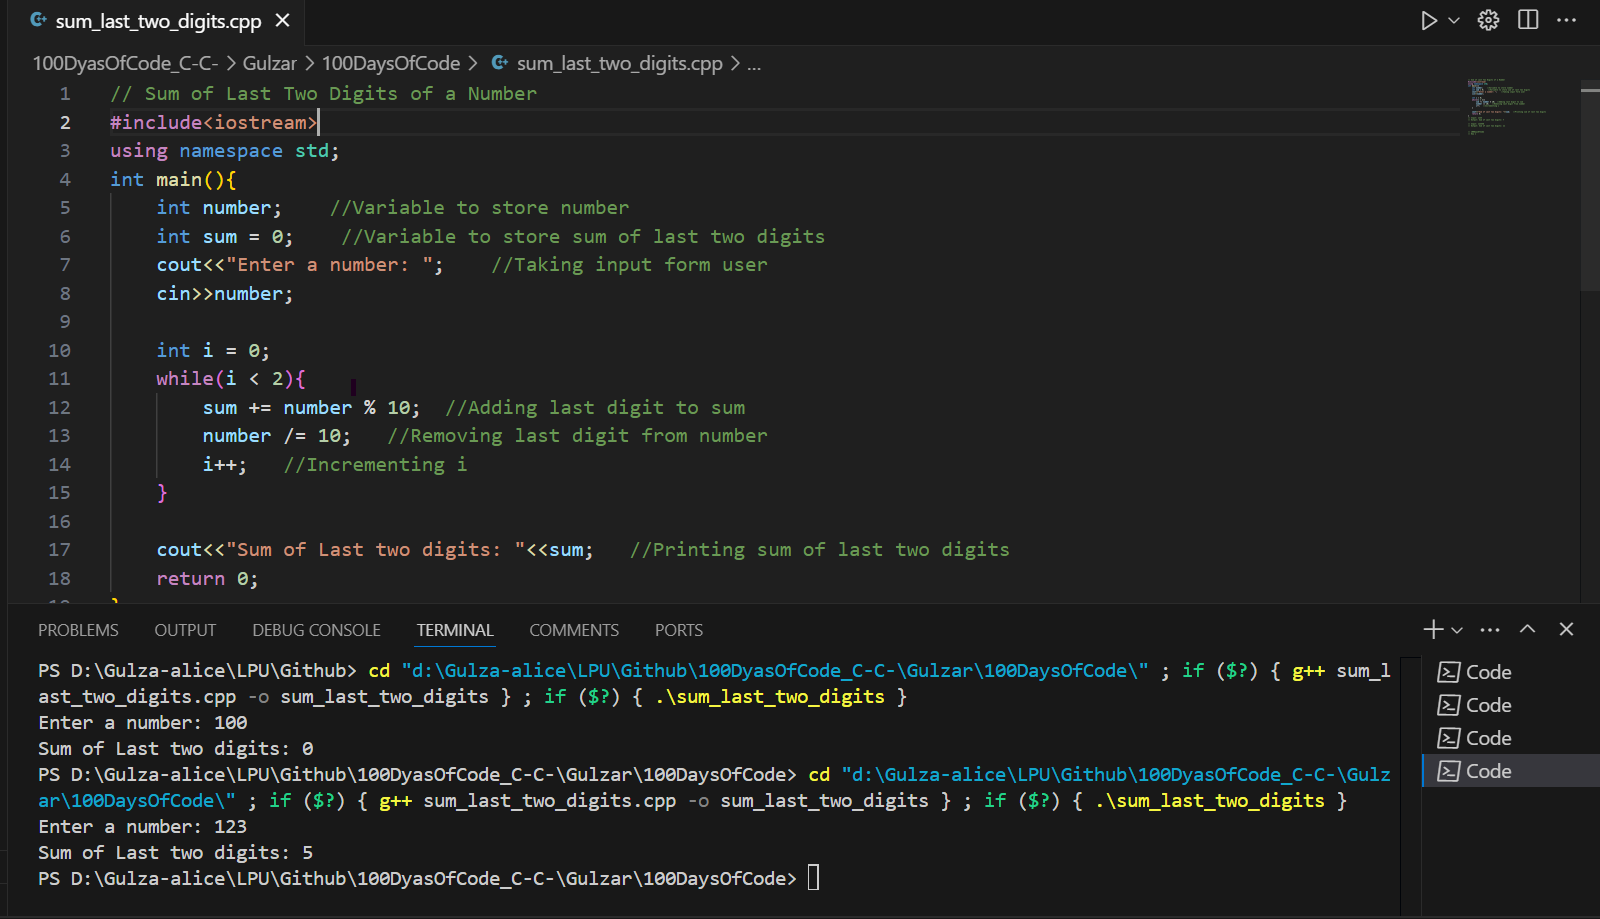 sum_last_two_digits.cpp
100DyasOfCode_C-C- > Gulzar > 100DaysOfCode > sum_last_two_digits.cpp > ...
1 // Sum of Last Two Digits of a Number
2 #include<iostream>
3 using namespace std;
4 int main(){
5 int number; //Variable to store number
6 int sum = 0; //Variable to store sum of last two digits
7 cout<<"Enter a number: "; //Taking input form user
8 cin>>number;
9
10 int i = 0;
11 while(i < 2){
12 sum += number % 10; //Adding last digit to sum
13 number /= 10; //Removing last digit from number
14 i++; //Incrementing i
15 }
16
17 cout<<"Sum of Last two digits: "<<sum; //Printing sum of last two digits
18 return 0;
19 }
PROBLEMS OUTPUT DEBUG CONSOLE TERMINAL COMMENTS PORTS
PS D:\Gulza-alice\LPU\Github> cd "d:\Gulza-alice\LPU\Github\100DyasOfCode_C-C-\Gulzar\100DaysOfCode\" ; if ($?) { g++ sum_l
ast_two_digits.cpp -o sum_last_two_digits } ; if ($?) { .\sum_last_two_digits }
Enter a number: 100
Sum of Last two digits: 0
PS D:\Gulza-alice\LPU\Github\100DyasOfCode_C-C-\Gulzar\100DaysOfCode> cd "d:\Gulza-alice\LPU\Github\100DyasOfCode_C-C-\Gulz
ar\100DaysOfCode\" ; if ($?) { g++ sum_last_two_digits.cpp -o sum_last_two_digits } ; if ($?) { .\sum_last_two_digits }
Enter a number: 123
Sum of Last two digits: 5
PS D:\Gulza-alice\LPU\Github\100DyasOfCode_C-C-\Gulzar\100DaysOfCode>
Code
Code
Code
Code